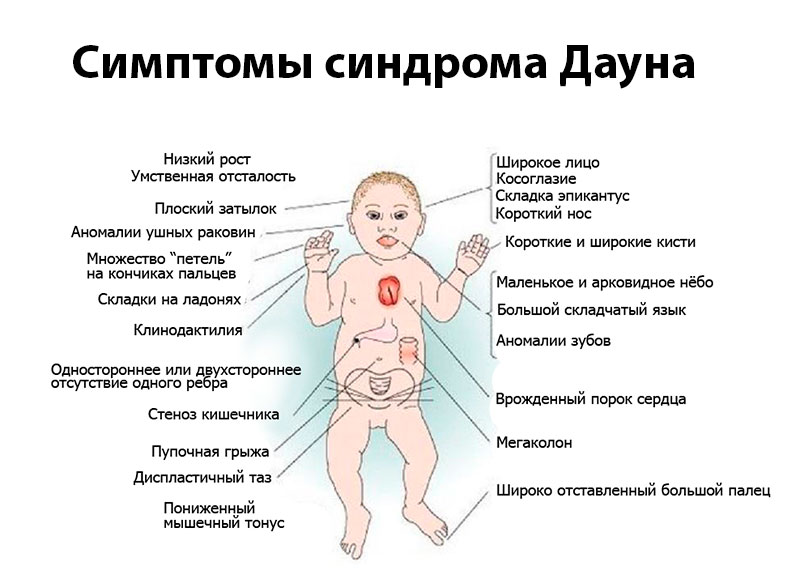 Симптомы синдрома Дауна
Низкий рост
Умственная отсталость
Плоский затылок
Аномалии ушных раковин
Множество “петель”
на кончиках пальцев
Складки на ладонях
Клинодактилия
Одностороннее или двухстороннее
отсутствие одного ребра
Стеноз кишечника
Пупочная грыжа
Диспластичный таз
Пониженный
мышечный тонус
Широкое лицо
Косоглазие
Складка эпикантус
Короткий нос
Короткие и широкие кисти
Маленькое и арковидное нёбо
Большой складчатый язык
Аномалии зубов
Врожденный порок сердца
Мегаколон
Широко отставленный большой палец